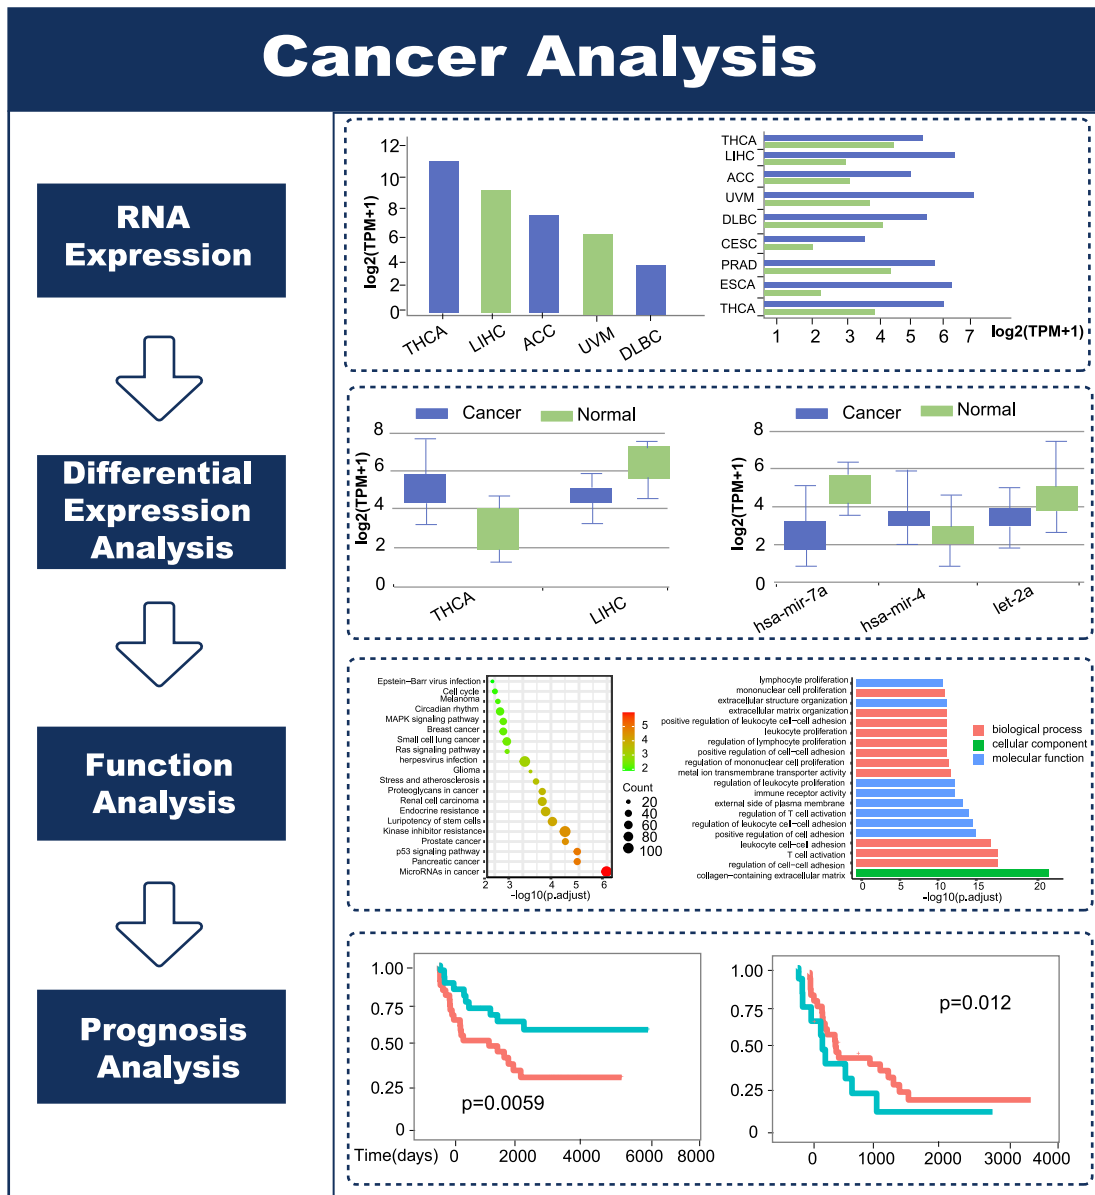 Cancer Analysis
RNA
Expression
Differential
Expression
Analysis
Function
Analysis
Prognosis
Analysis
log2(TPM+1)
12
10
8
6
4
2
0
THCA
LIHC
ACC
UVM
DLBC
THCA
LIHC
ACC
UVM
DLBC
CESC
PRAD
ESCA
THCA
1 2 3 4 5 6 7 log2(TPM+1)
Cancer Normal
log2(TPM+1)
8
6
4
2
0
THCA LIHC
Cancer Normal
log2(TPM+1)
8
6
4
2
0
hsa-mir-7a hsa-mir-4 let-2a
Epstein−Barr virus infection
Cell cycle
Melanoma
Circadian rhythm
MAPK signaling pathway
Breast cancer
Small cell lung cancer
Ras signaling pathway
herpesvirus infection
Glioma
Stress and atherosclerosis
Proteoglycans in cancer
Renal cell carcinoma
Endocrine resistance
Luripotency of stem cells
Kinase inhibitor resistance
Prostate cancer
p53 signaling pathway
Pancreatic cancer
MicroRNAs in cancer
2 3 4 5 6
-log10(p.adjust)
5
4
3
2
Count
20
40
60
80
100
lymphocyte proliferation
mononuclear cell proliferation
extracellular structure organization
extracellular matrix organization
positive regulation of leukocyte cell−cell adhesion
leukocyte proliferation
regulation of lymphocyte proliferation
positive regulation of cell−cell adhesion
regulation of mononuclear cell proliferation
metal ion transmembrane transporter activity
regulation of leukocyte proliferation
immune receptor activity
external side of plasma membrane
regulation of T cell activation
regulation of leukocyte cell−cell adhesion
positive regulation of cell adhesion
leukocyte cell−cell adhesion
T cell activation
regulation of cell−cell adhesion
collagen−containing extracellular matrix
0 5 10 15 20
-log10(p.adjust)
biological process
cellular component
molecular function
1.00
0.75
0.50
0.25
0
p=0.0059
Time(days) 0 2000 4000 6000 8000
1.00
0.75
0.50
0.25
0
p=0.012
0 1000 2000 3000 4000